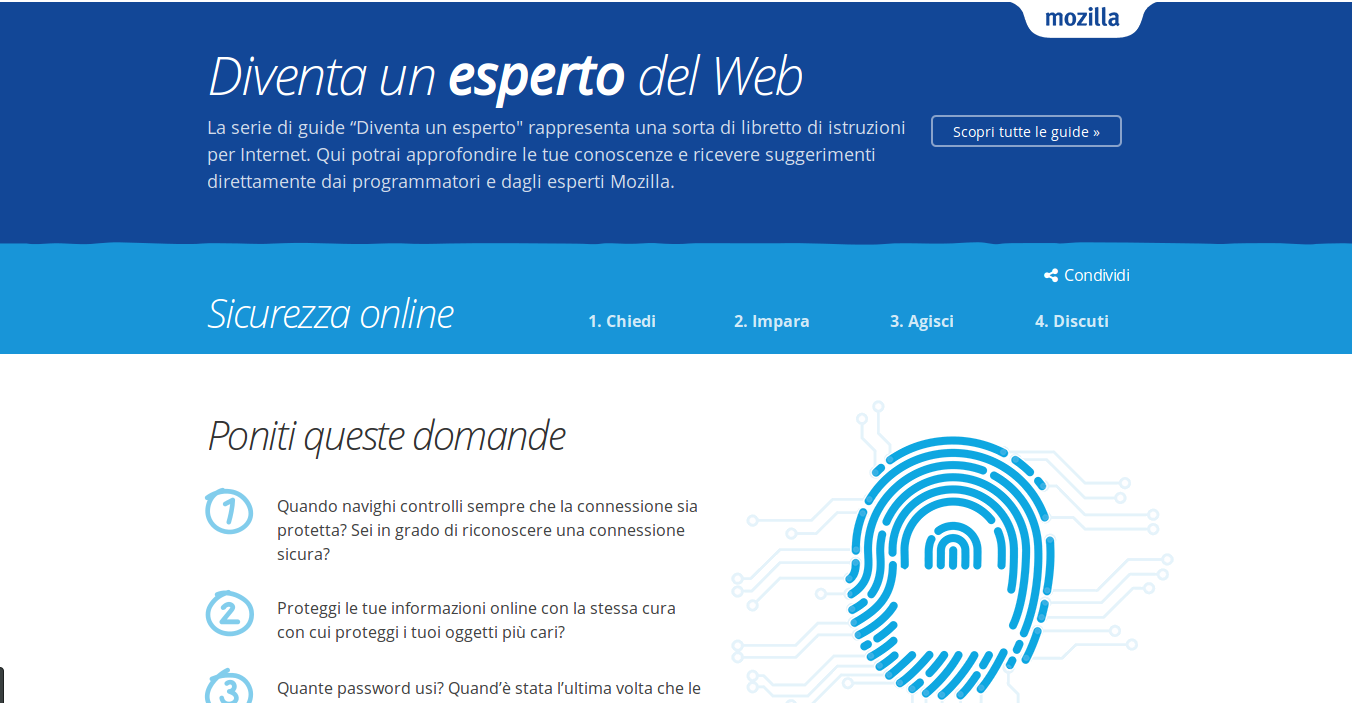 mozilla
Diventa un esperto del Web
La serie di guide “Diventa un esperto" rappresenta una sorta di libretto di istruzioni
per Internet. Qui potrai approfondire le tue conoscenze e ricevere suggerimenti
direttamente dai programmatori e dagli esperti Mozilla.
Scopri tutte le guide »
Condividi
Sicurezza online
1. Chiedi
2. Impara
3. Agisci
4. Discuti
Poniti queste domande
1
Quando navighi controlli sempre che la connessione sia
protetta? Sei in grado di riconoscere una connessione
sicura?
2
Proteggi le tue informazioni online con la stessa cura
con cui proteggi i tuoi oggetti più cari?
3
Quante password usi? Quand’è stata l’ultima volta che le